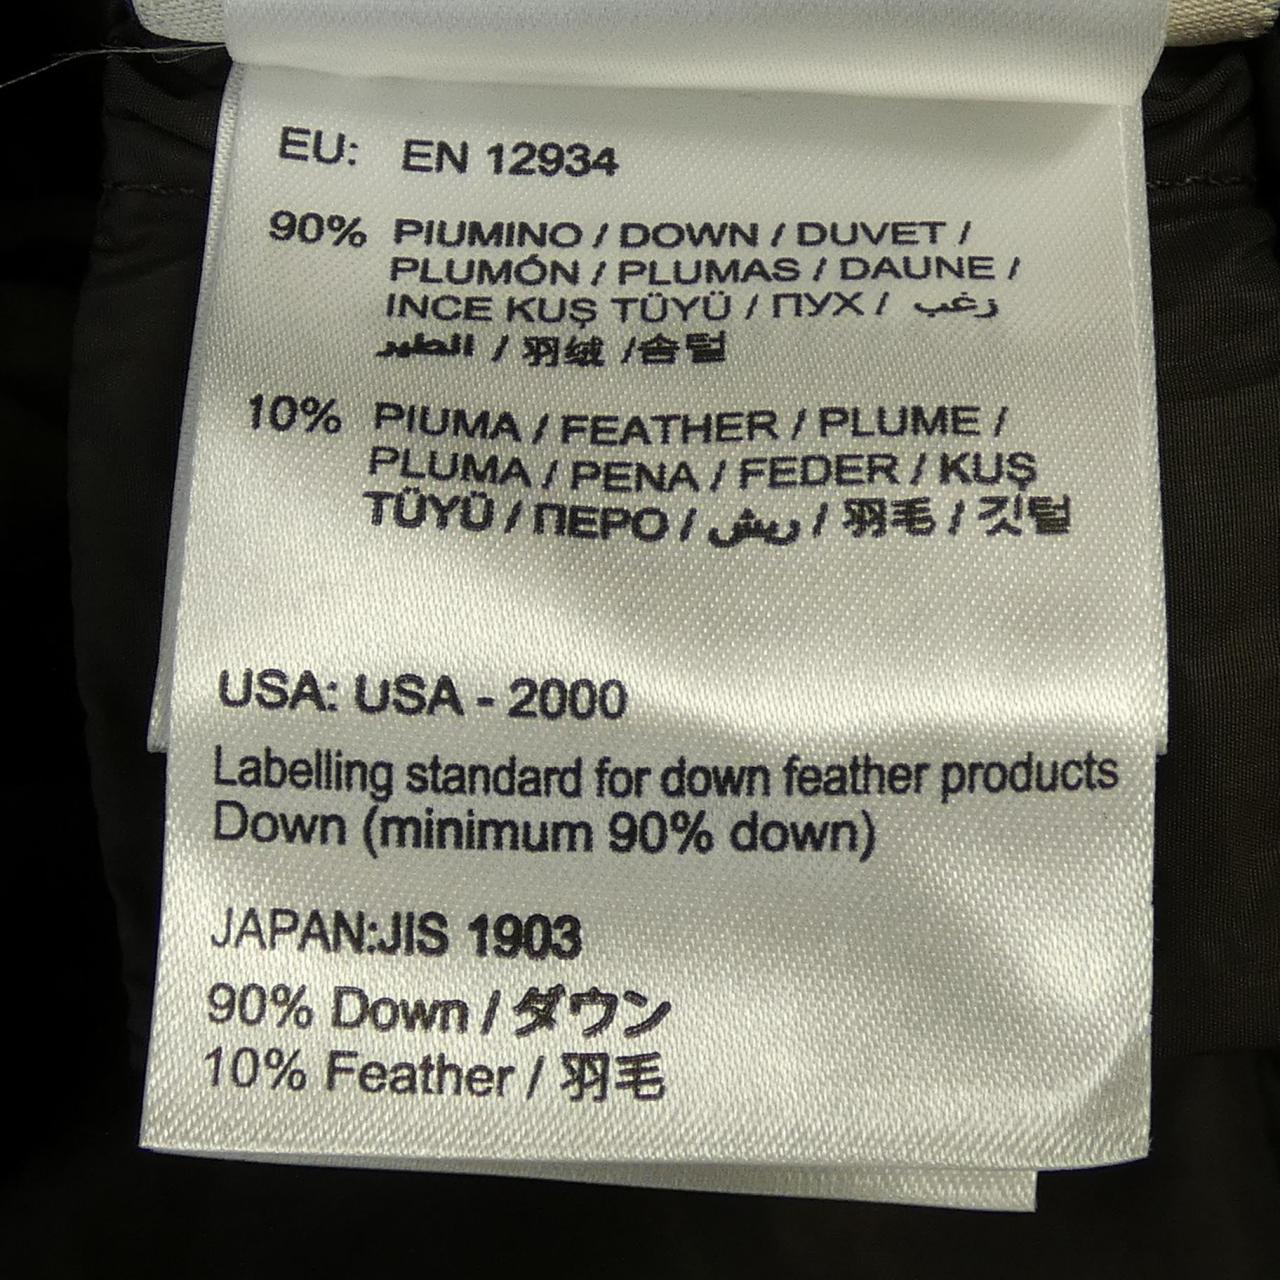 EU: EN 12934
90% PIUMINO / DOWN / DUVET /
PLUMÓN / PLUMAS / DAUNE /
INCE KUŞ TÜYÜ / ПУХ / زغب
الطير / 羽绒 /솜털
10% PIUMA / FEATHER / PLUME /
PLUMA / PENA / FEDER / KUŞ
TÜYÜ / ПЕРО / ريش / 羽毛 / 깃털
USA: USA - 2000
Labelling standard for down feather products
Down (minimum 90% down)
JAPAN:JIS 1903
90% Down / ダウン
10% Feather / 羽毛